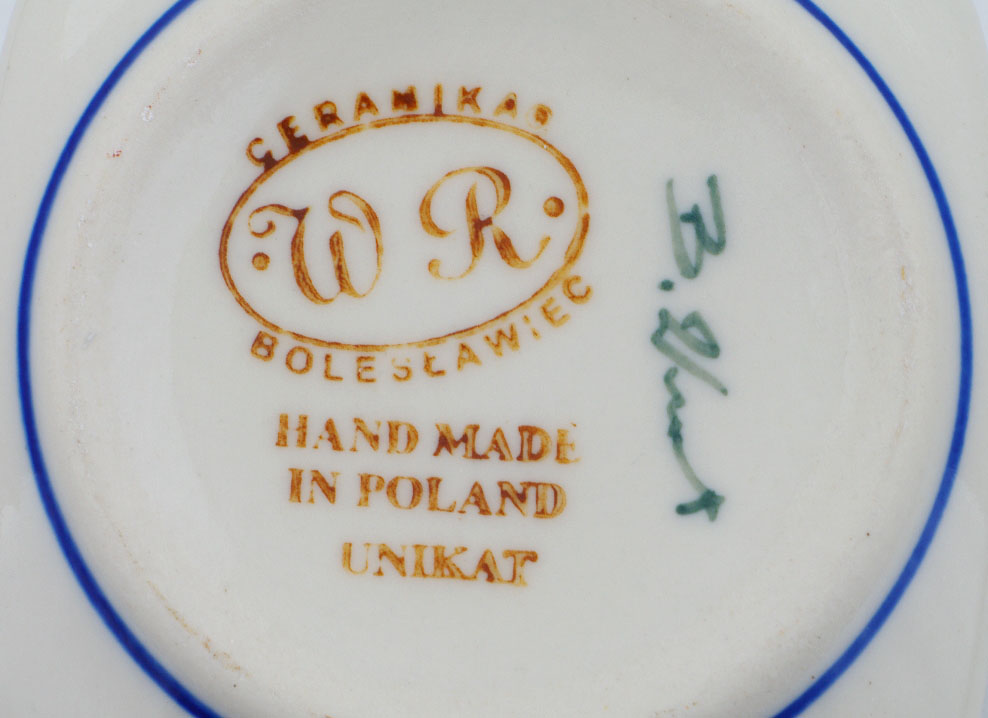 CERAMIKA
W R
BOLESŁAWIEC
HAND MADE
IN POLAND
UNIKAT
B.